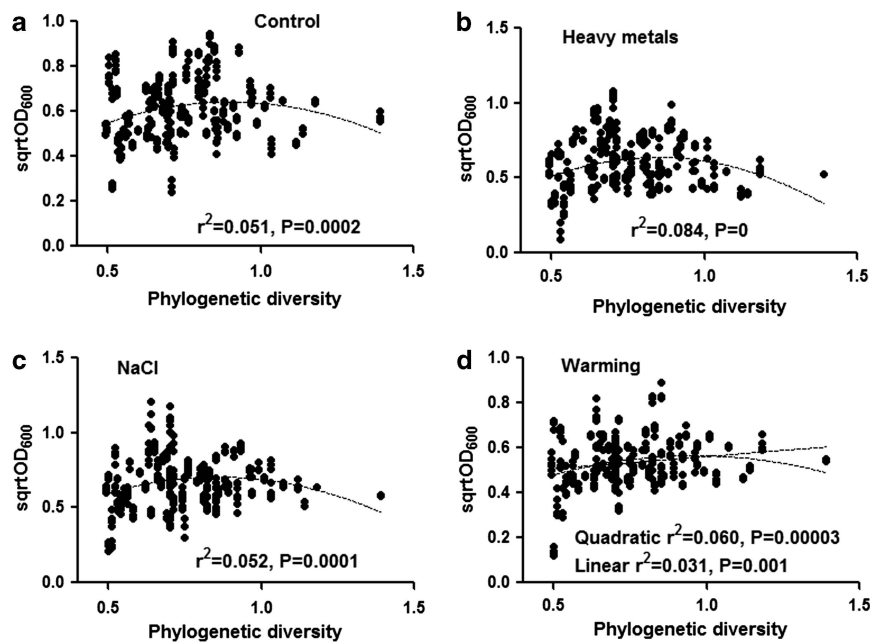 a
Control
1.0
0.8
0.6
0.4
0.2
0.0
sqrtOD600
r2=0.051, P=0.0002
0.5 1.0 1.5
Phylogenetic diversity
b
Heavy metals
1.5
1.0
0.5
0.0
sqrtOD600
r2=0.084, P=0
0.5 1.0 1.5
Phylogenetic diversity
c
NaCl
1.5
1.0
0.5
0.0
sqrtOD600
r2=0.052, P=0.0001
0.5 1.0 1.5
Phylogenetic diversity
d
Warming
1.0
0.8
0.6
0.4
0.2
0.0
sqrtOD600
Quadratic r2=0.060, P=0.00003
Linear r2=0.031, P=0.001
0.5 1.0 1.5
Phylogenetic diversity